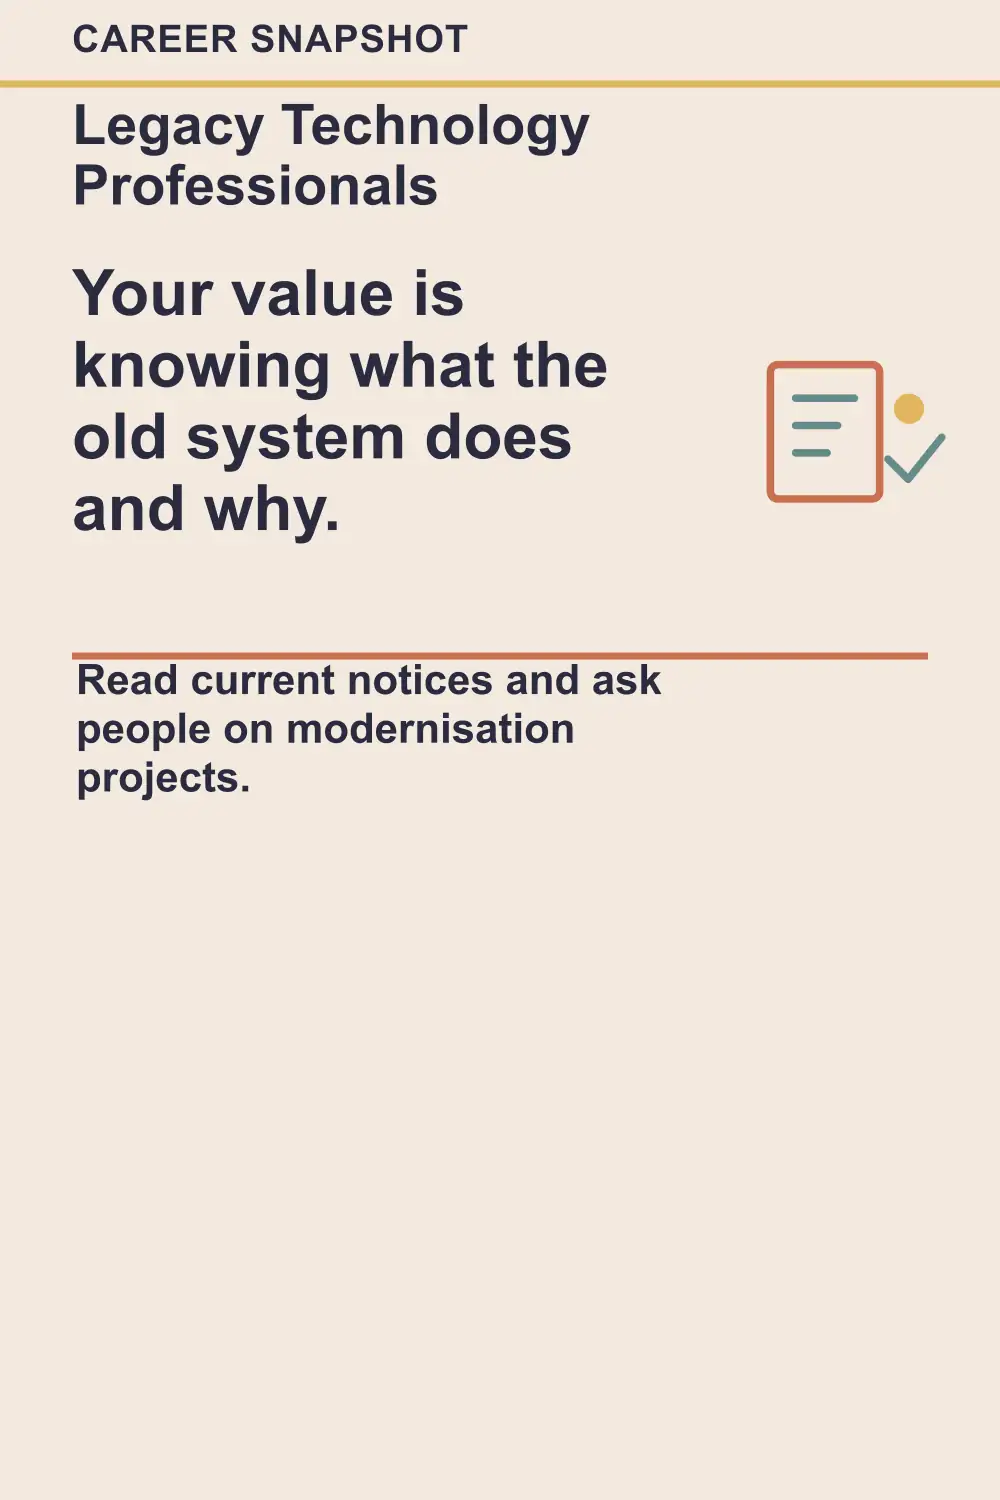 CAREER SNAPSHOT
Legacy Technology
Professionals
Your value is
knowing what the
old system does
and why.
Read current notices and ask
people on modernisation
projects.